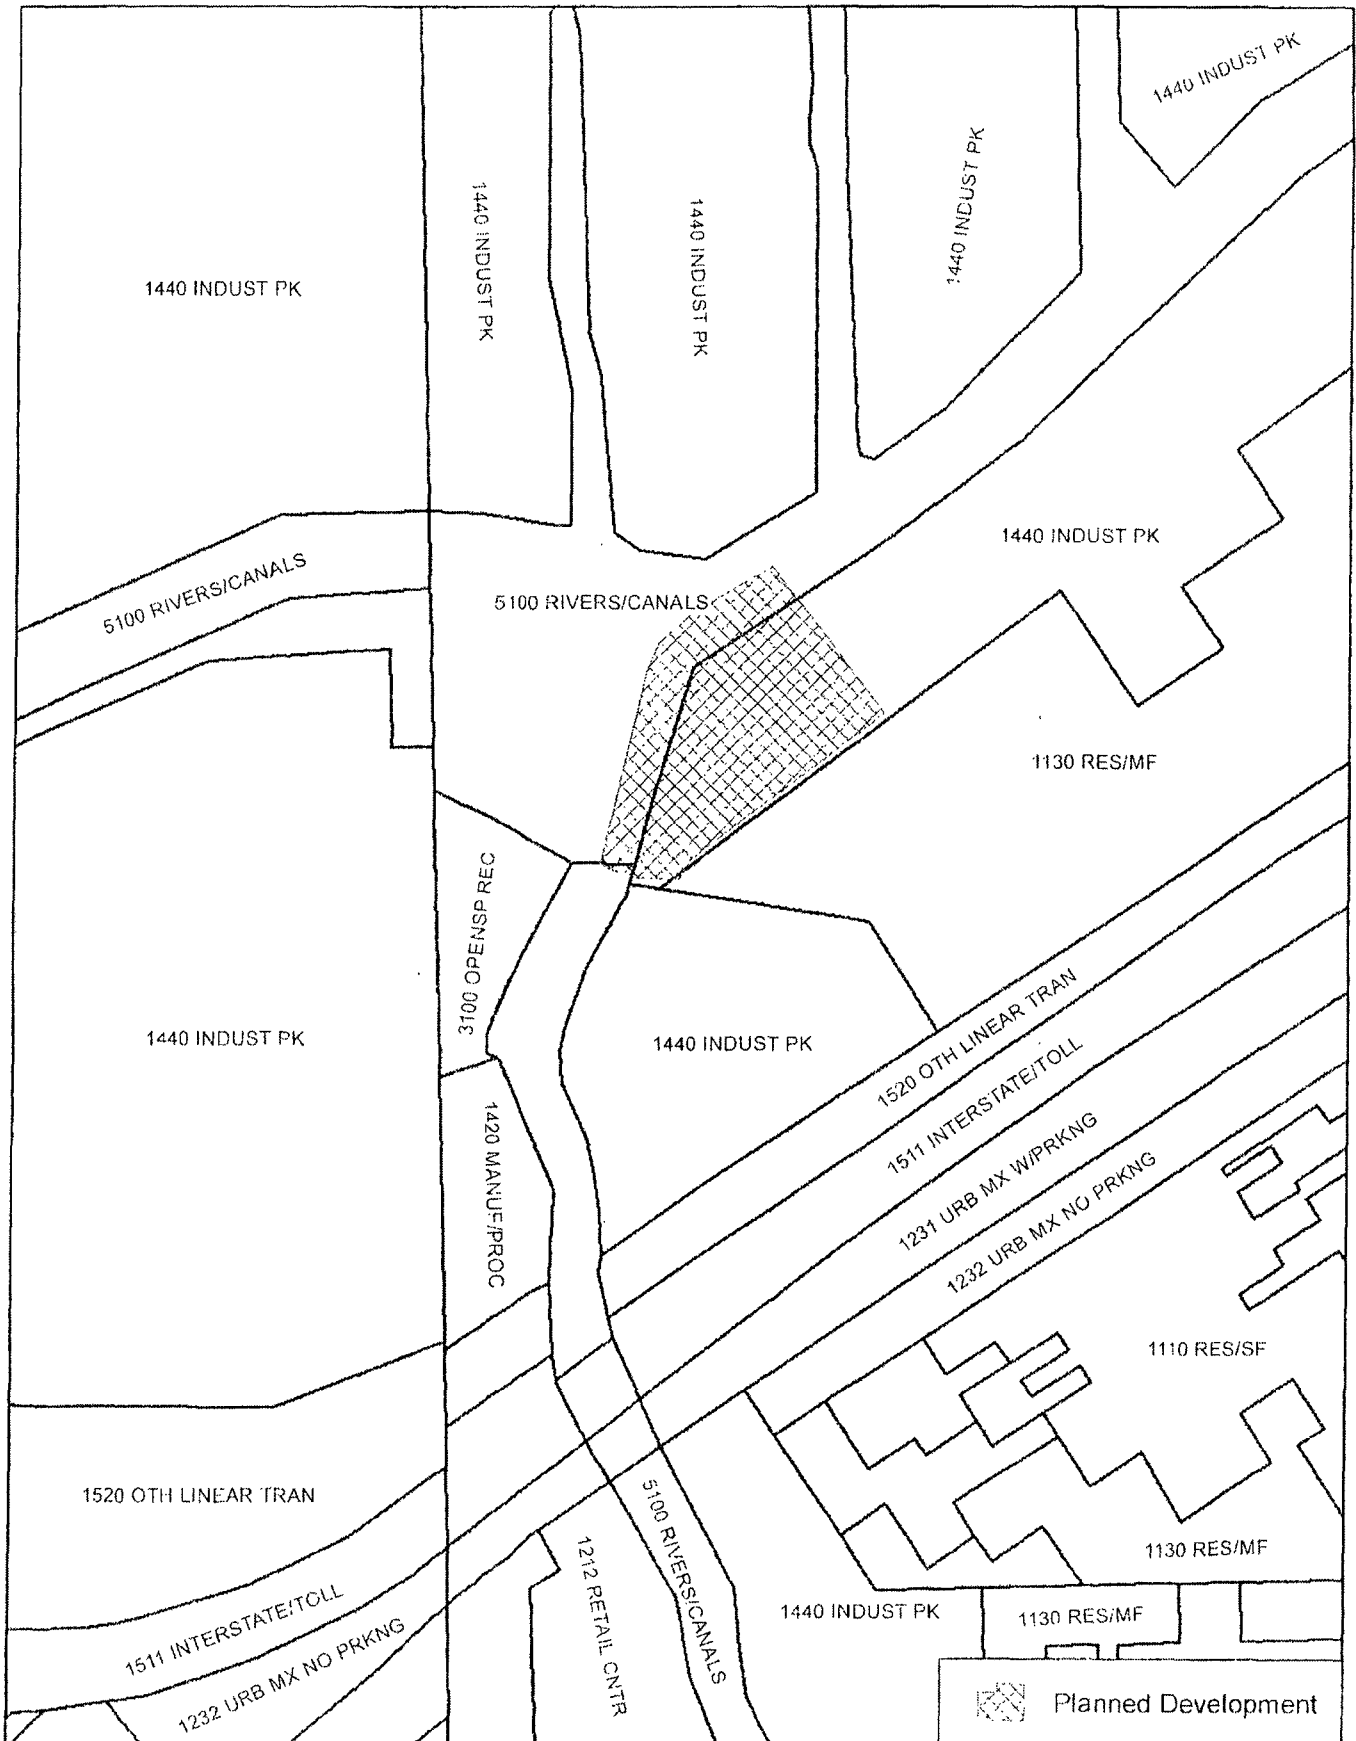 1440 INDUST PK
1440 INDUST PK
1440 INDUST PK
1440 INDUST PK
1440 INDUST PK
1440 INDUST PK
5100 RIVERS/CANALS
5100 RIVERS/CANALS
1130 RES/MF
3100 OPENSP REC
1440 INDUST PK
1440 INDUST PK
1520 OTH LINEAR TRAN
1511 INTERSTATE/TOLL
1420 MANUF/PROC
1231 URB MX W/PRKNG
1232 URB MX NO PRKNG
1110 RES/SF
1520 OTH LINEAR TRAN
5100 RIVERS/CANALS
1130 RES/MF
1212 RETAIL CNTR
1440 INDUST PK
1130 RES/MF
1511 INTERSTATE/TOLL
1232 URB MX NO PRKNG
Planned Development